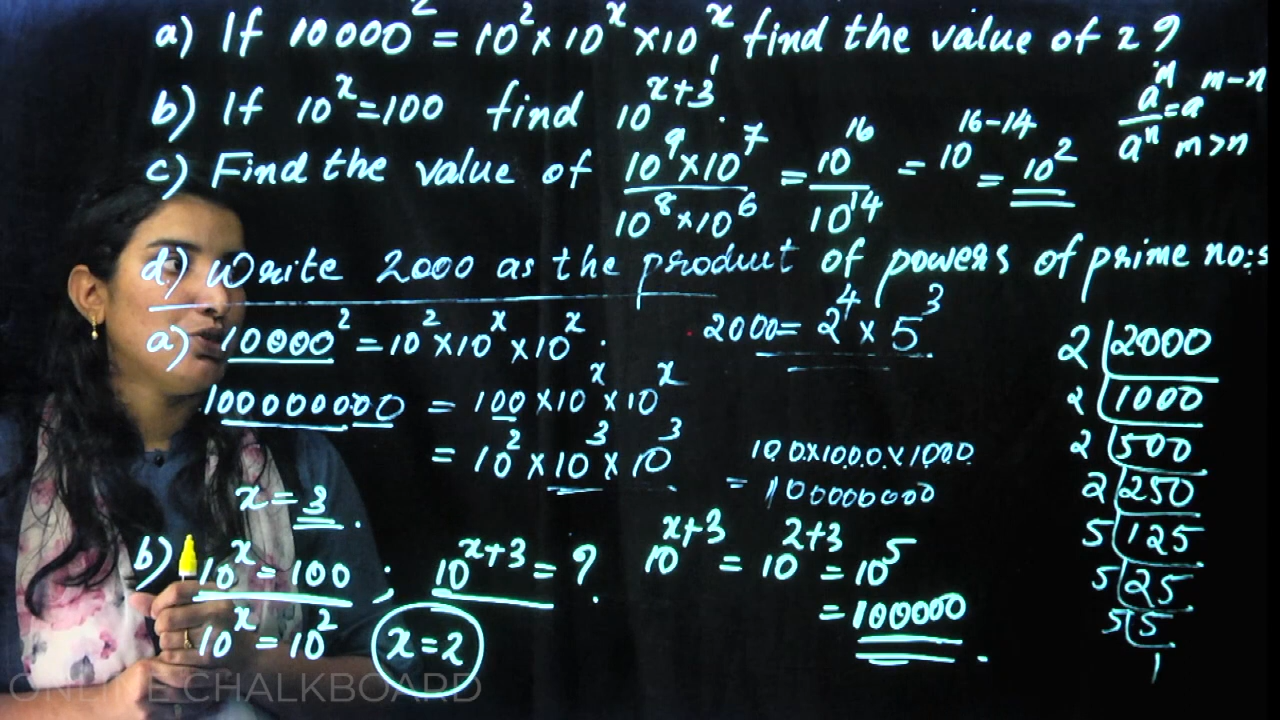 a) If 10000² = 10² × 10ˣ × 10ˣ, find the value of x ?
b) If 10ˣ = 100 find 10ˣ⁺³.
aᵐ/aⁿ = aᵐ⁻ⁿ m>n
c) Find the value of (10⁹ × 10⁷)/(10⁸ × 10⁶) = 10¹⁶/10¹⁴ = 10¹⁶⁻¹⁴ = 10²
d) Write 2000 as the product of powers of prime no:s
2000 = 2⁴ × 5³
a) 10000² = 10² × 10ˣ × 10ˣ.
100000000 = 100 × 10ˣ × 10ˣ
= 10² × 10³ × 10³
x = 3.
100×1000×1000
= 100000000
b) 10ˣ = 100 ; 10ˣ⁺³ = ?
10ˣ = 10² x = 2
10ˣ⁺³ = 10²⁺³ = 10⁵
= 100000.
2 | 2000
2 | 1000
2 | 500
2 | 250
5 | 125
5 | 25
5 | 5
1
ONLINE CHALKBOARD